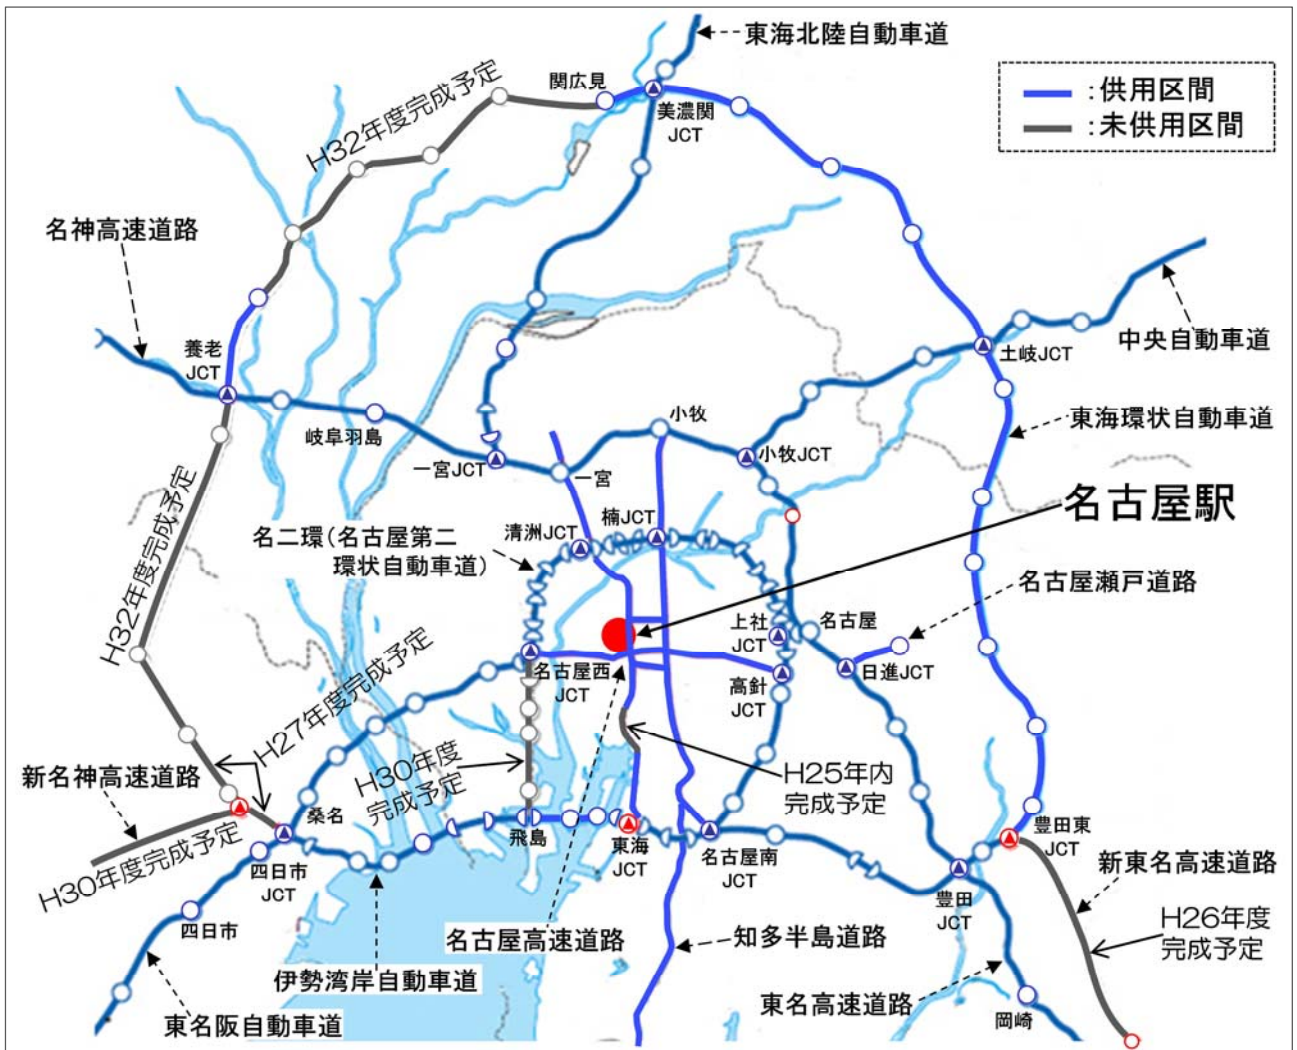 東海北陸自動車道
:供用区間
:未供用区間
関広見
美濃関
JCT
H32年度完成予定
名神高速道路
養老
JCT
岐阜羽島
一宮JCT
一宮
小牧
小牧JCT
土岐JCT
中央自動車道
東海環状自動車道
名古屋駅
名古屋瀬戸道路
清洲JCT
楠JCT
名二環(名古屋第二
環状自動車道)
H32年度完成予定
上社
JCT
名古屋
日進JCT
高針
JCT
名古屋西
JCT
H27年度完成予定
H30年度
完成予定
H25年内
完成予定
新名神高速道路
H30年度完成予定
桑名
四日市
JCT
四日市
飛島
東海
JCT
名古屋南
JCT
豊田東
JCT
豊田
JCT
新東名高速道路
H26年度
完成予定
名古屋高速道路
知多半島道路
伊勢湾岸自動車道
東名阪自動車道
東名高速道路
岡崎